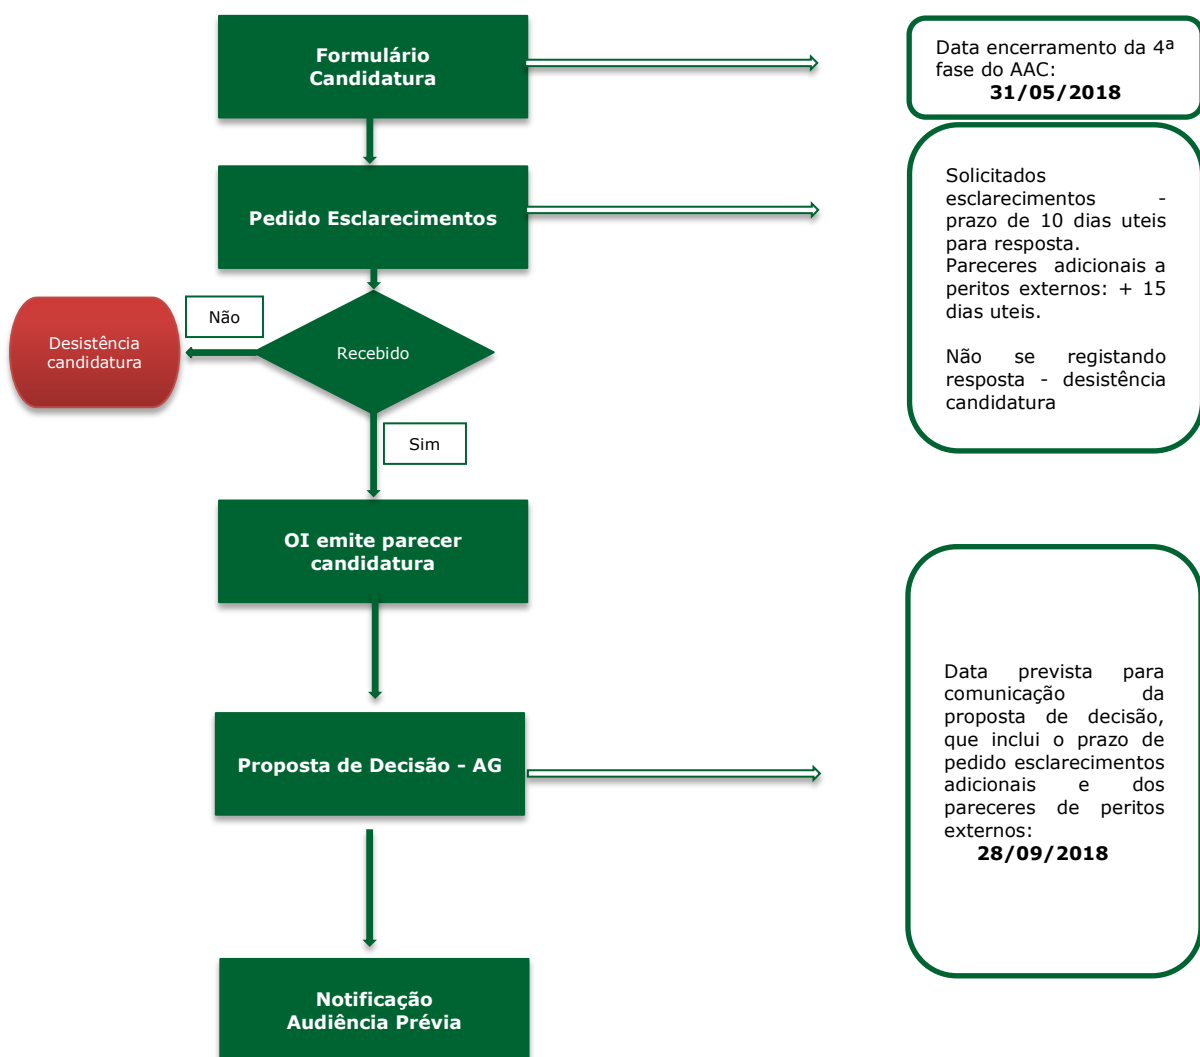 Formulário
Candidatura
Data encerramento da 4ª
fase do AAC:
31/05/2018
Pedido Esclarecimentos
Solicitados
esclarecimentos -
prazo de 10 dias uteis
para resposta.
Pareceres adicionais a
peritos externos: + 15
dias uteis.
Não se registando
resposta - desistência
candidatura
Não
Desistência
candidatura
Recebido
Sim
OI emite parecer
candidatura
Proposta de Decisão – AG
Data prevista para
comunicação da
proposta de decisão,
que inclui o prazo de
pedido esclarecimentos
adicionais e dos
pareceres de peritos
externos:
28/09/2018
Notificação
Audiência Prévia